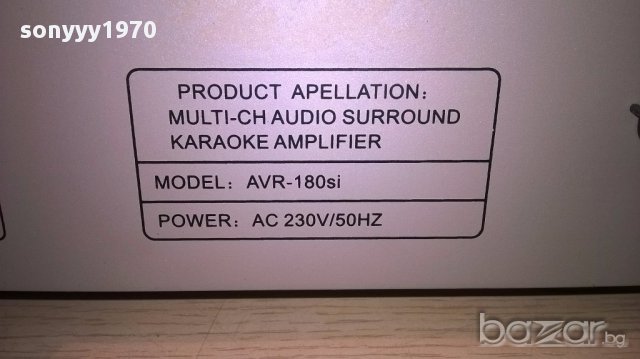 sonyyy1970
PRODUCT APELLATION:
MULTI-CH AUDIO SURROUND
KARAOKE AMPLIFIER
MODEL: AVR-180si
POWER: AC 230V/50HZ
bazar.bg